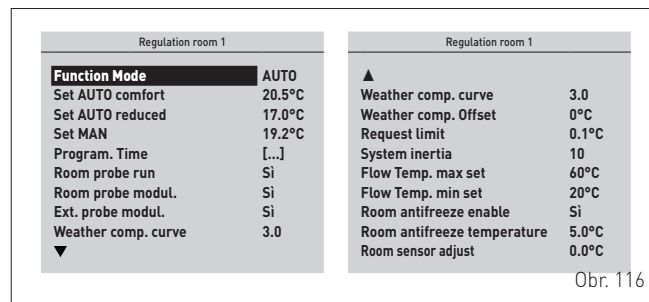 Regulation room 1
Function Mode AUTO
Set AUTO comfort 20.5°C
Set AUTO reduced 17.0°C
Set MAN 19.2°C
Program. Time [...]
Room probe run Sì
Room probe modul. Sì
Ext. probe modul. Sì
Weather comp. curve 3.0
▼
Regulation room 1
▲
Weather comp. curve 3.0
Weather comp. Offset 0°C
Request limit 0.1°C
System inertia 10
Flow Temp. max set 60°C
Flow Temp. min set 20°C
Room antifreeze enable Sì
Room antifreeze temperature 5.0°C
Room sensor adjust 0.0°C
Obr. 116